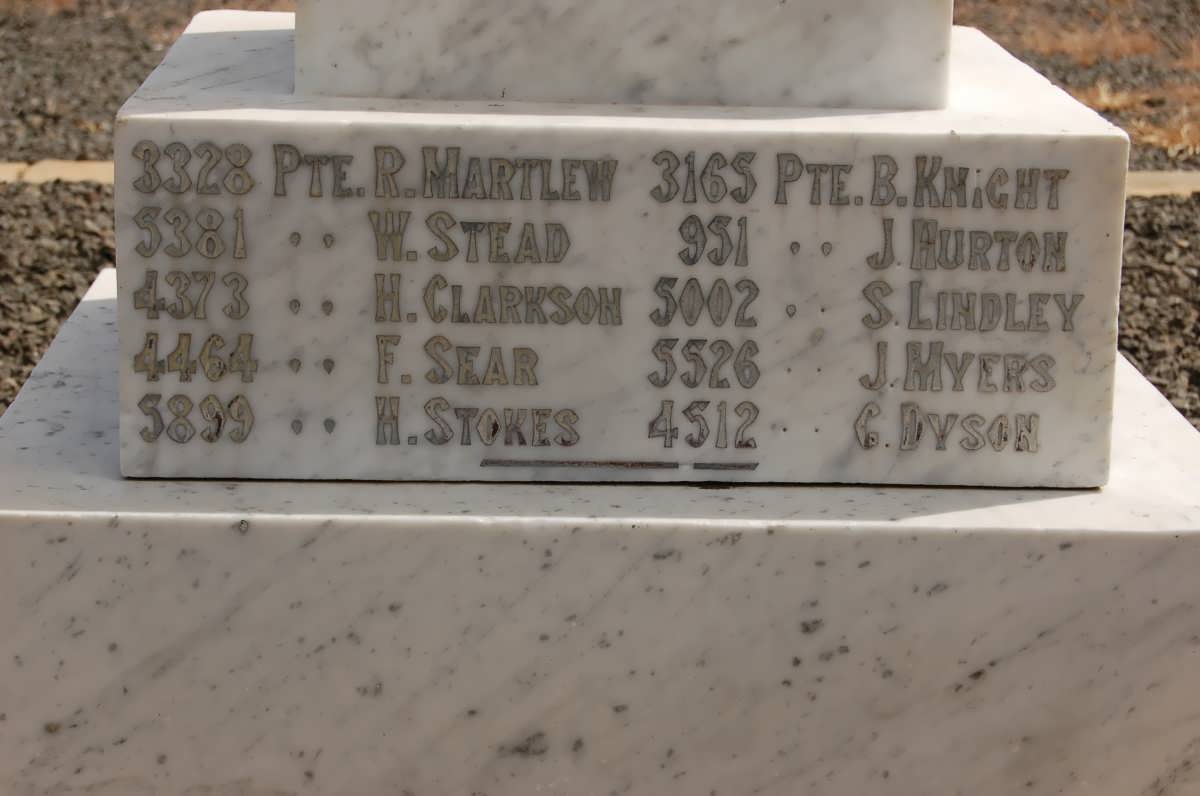 3328 PTE. R. MARTLEW 3165 PTE. B. KNIGHT
5381 " W. STEAD 951 " J. HURTON
4373 " H. CLARKSON 5002 " S. LINDLEY
4464 " F. SEAR 5526 " J. MYERS
5899 " H. STOKES 4512 " G. DYSON